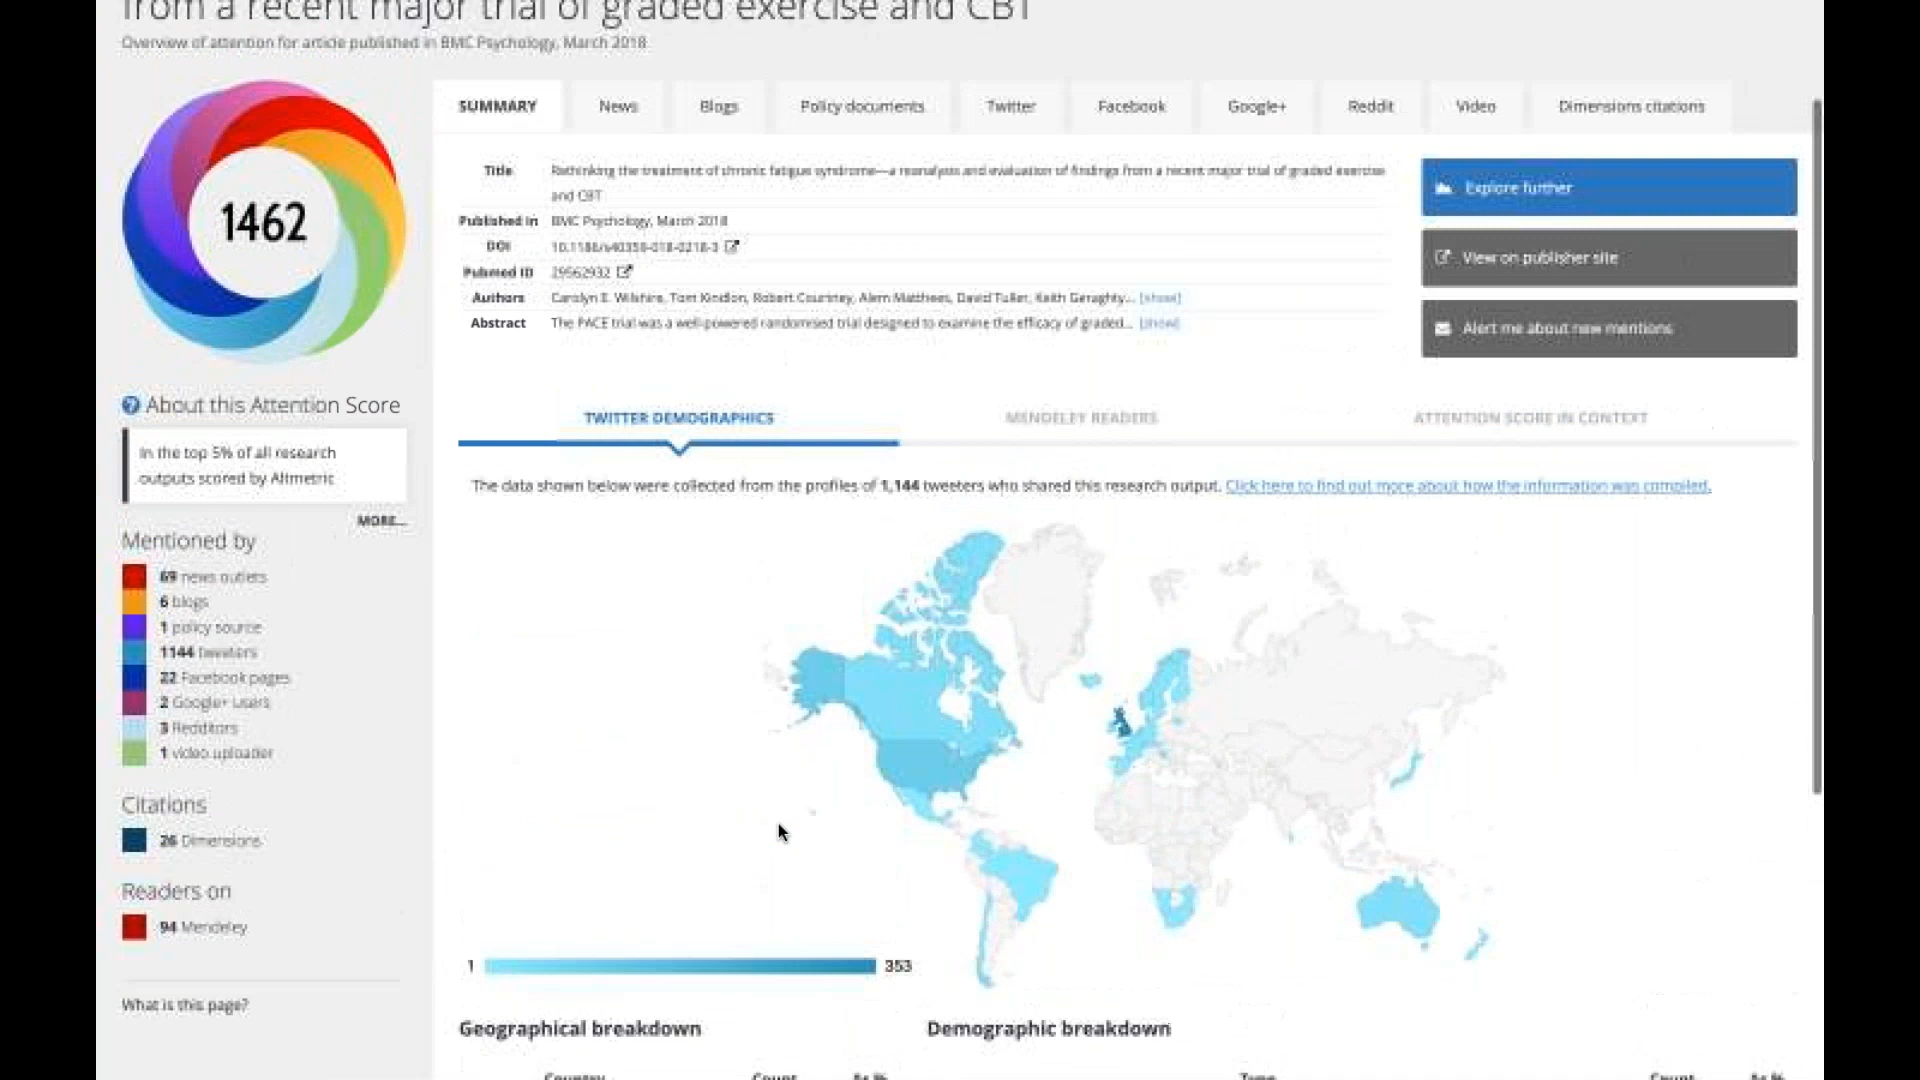 from a recent major trial of graded exercise and CBT
Overview of attention for article published in BMC Psychology, March 2018
1462
SUMMARY
News
Blogs
Policy documents
Twitter
Facebook
Google+
Reddit
Video
Dimensions citations
Title
Rethinking the treatment of chronic fatigue syndrome—a reanalysis and evaluation of findings from a recent major trial of graded exercise
and CBT
Published in
BMC Psychology, March 2018
DOI
10.1186/s40359-018-0218-3
Pubmed ID
29562932
Authors
Carolyn E. Wilshire, Tom Kindlon, Robert Courtney, Alem Matthees, David Tuller, Keith Geraghty... [show]
Abstract
The PACE trial was a well-powered randomised trial designed to examine the efficacy of graded... [show]
Explore further
View on publisher site
Alert me about new mentions
About this Attention Score
In the top 5% of all research
outputs scored by Altmetric
MORE...
Mentioned by
69 news outlets
6 blogs
1 policy source
1144 tweeters
22 Facebook pages
2 Google+ users
3 Redditors
1 video uploader
Citations
26 Dimensions
Readers on
94 Mendeley
What is this page?
TWITTER DEMOGRAPHICS
MENDELEY READERS
ATTENTION SCORE IN CONTEXT
The data shown below were collected from the profiles of 1,144 tweeters who shared this research output. Click here to find out more about how the information was compiled.
1
353
Geographical breakdown
Demographic breakdown
Country
Count
As %
Type
Count
As %